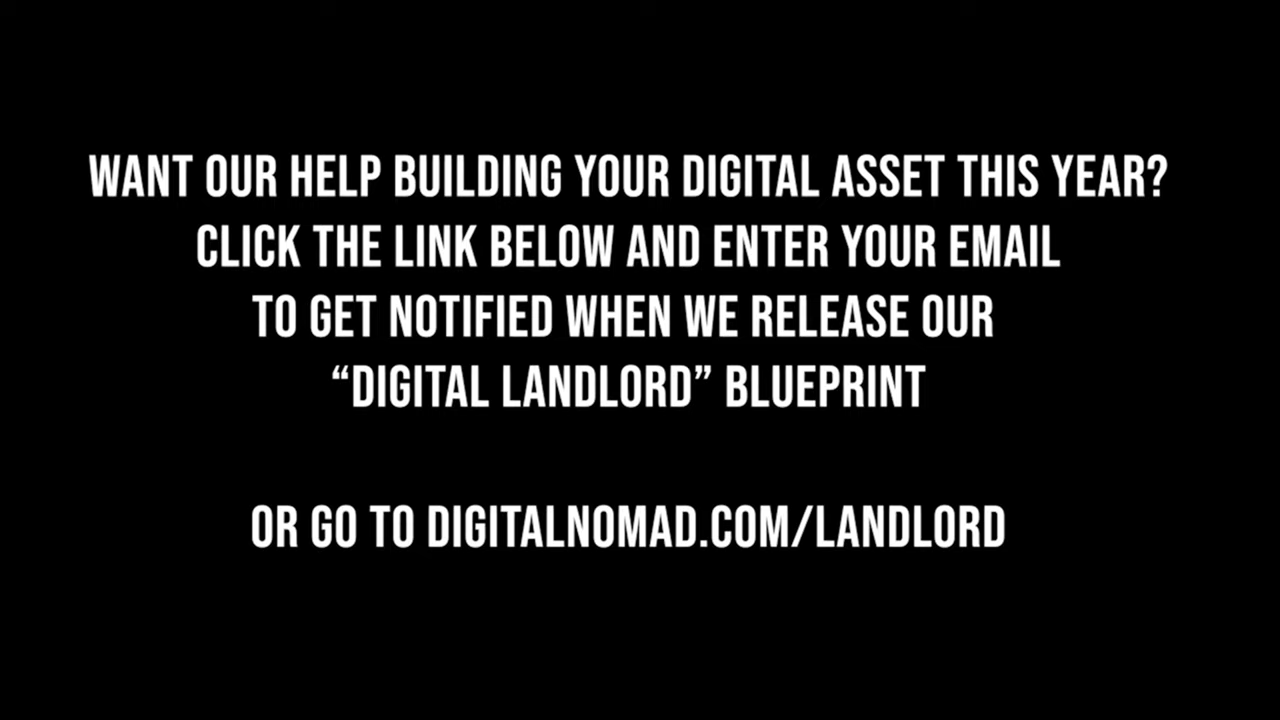 WANT OUR HELP BUILDING YOUR DIGITAL ASSET THIS YEAR?
CLICK THE LINK BELOW AND ENTER YOUR EMAIL
TO GET NOTIFIED WHEN WE RELEASE OUR
“DIGITAL LANDLORD” BLUEPRINT
OR GO TO DIGITALNOMAD.COM/LANDLORD